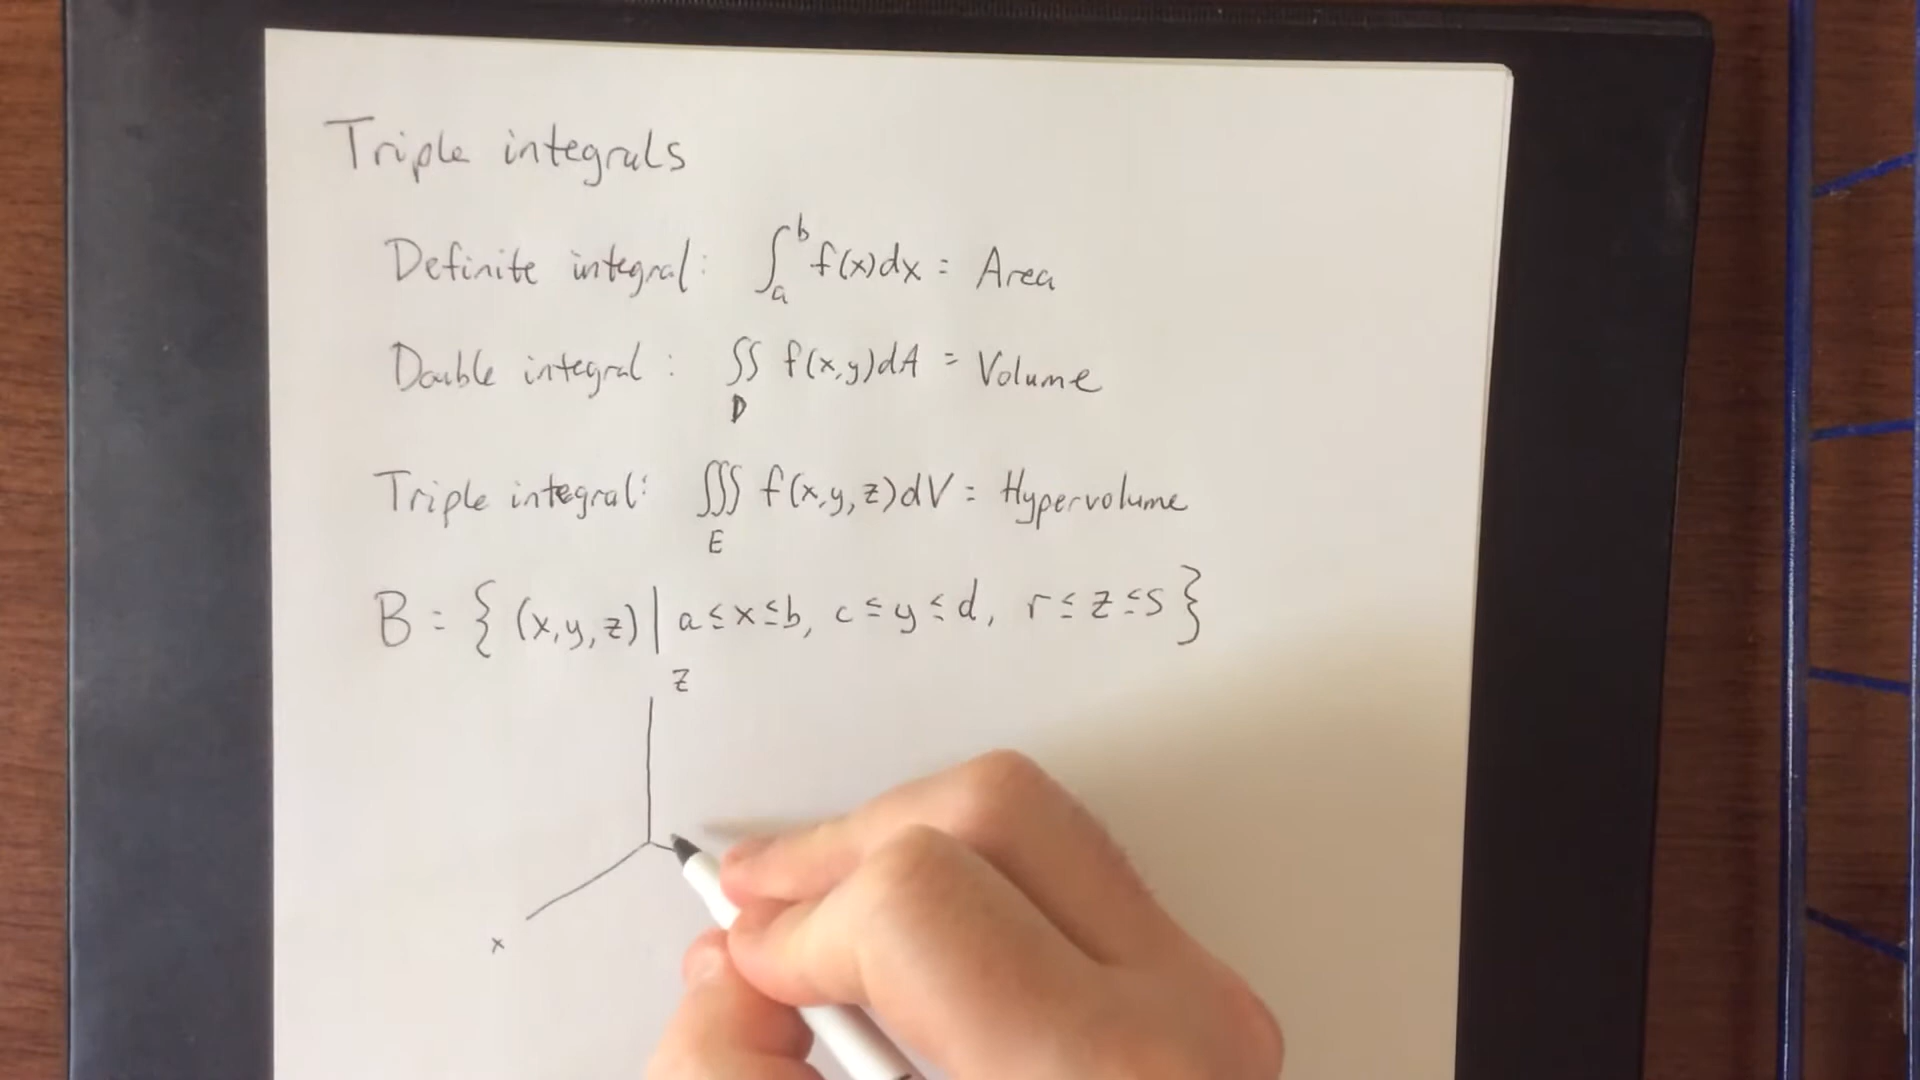 Triple integrals
Definite integral: ∫_a^b f(x)dx = Area
Double integral: ∬_D f(x,y)dA = Volume
Triple integral: ∭_E f(x,y,z)dV = Hypervolume
B = { (x,y,z) | a ≤ x ≤ b, c ≤ y ≤ d, r ≤ z ≤ s }
z
x